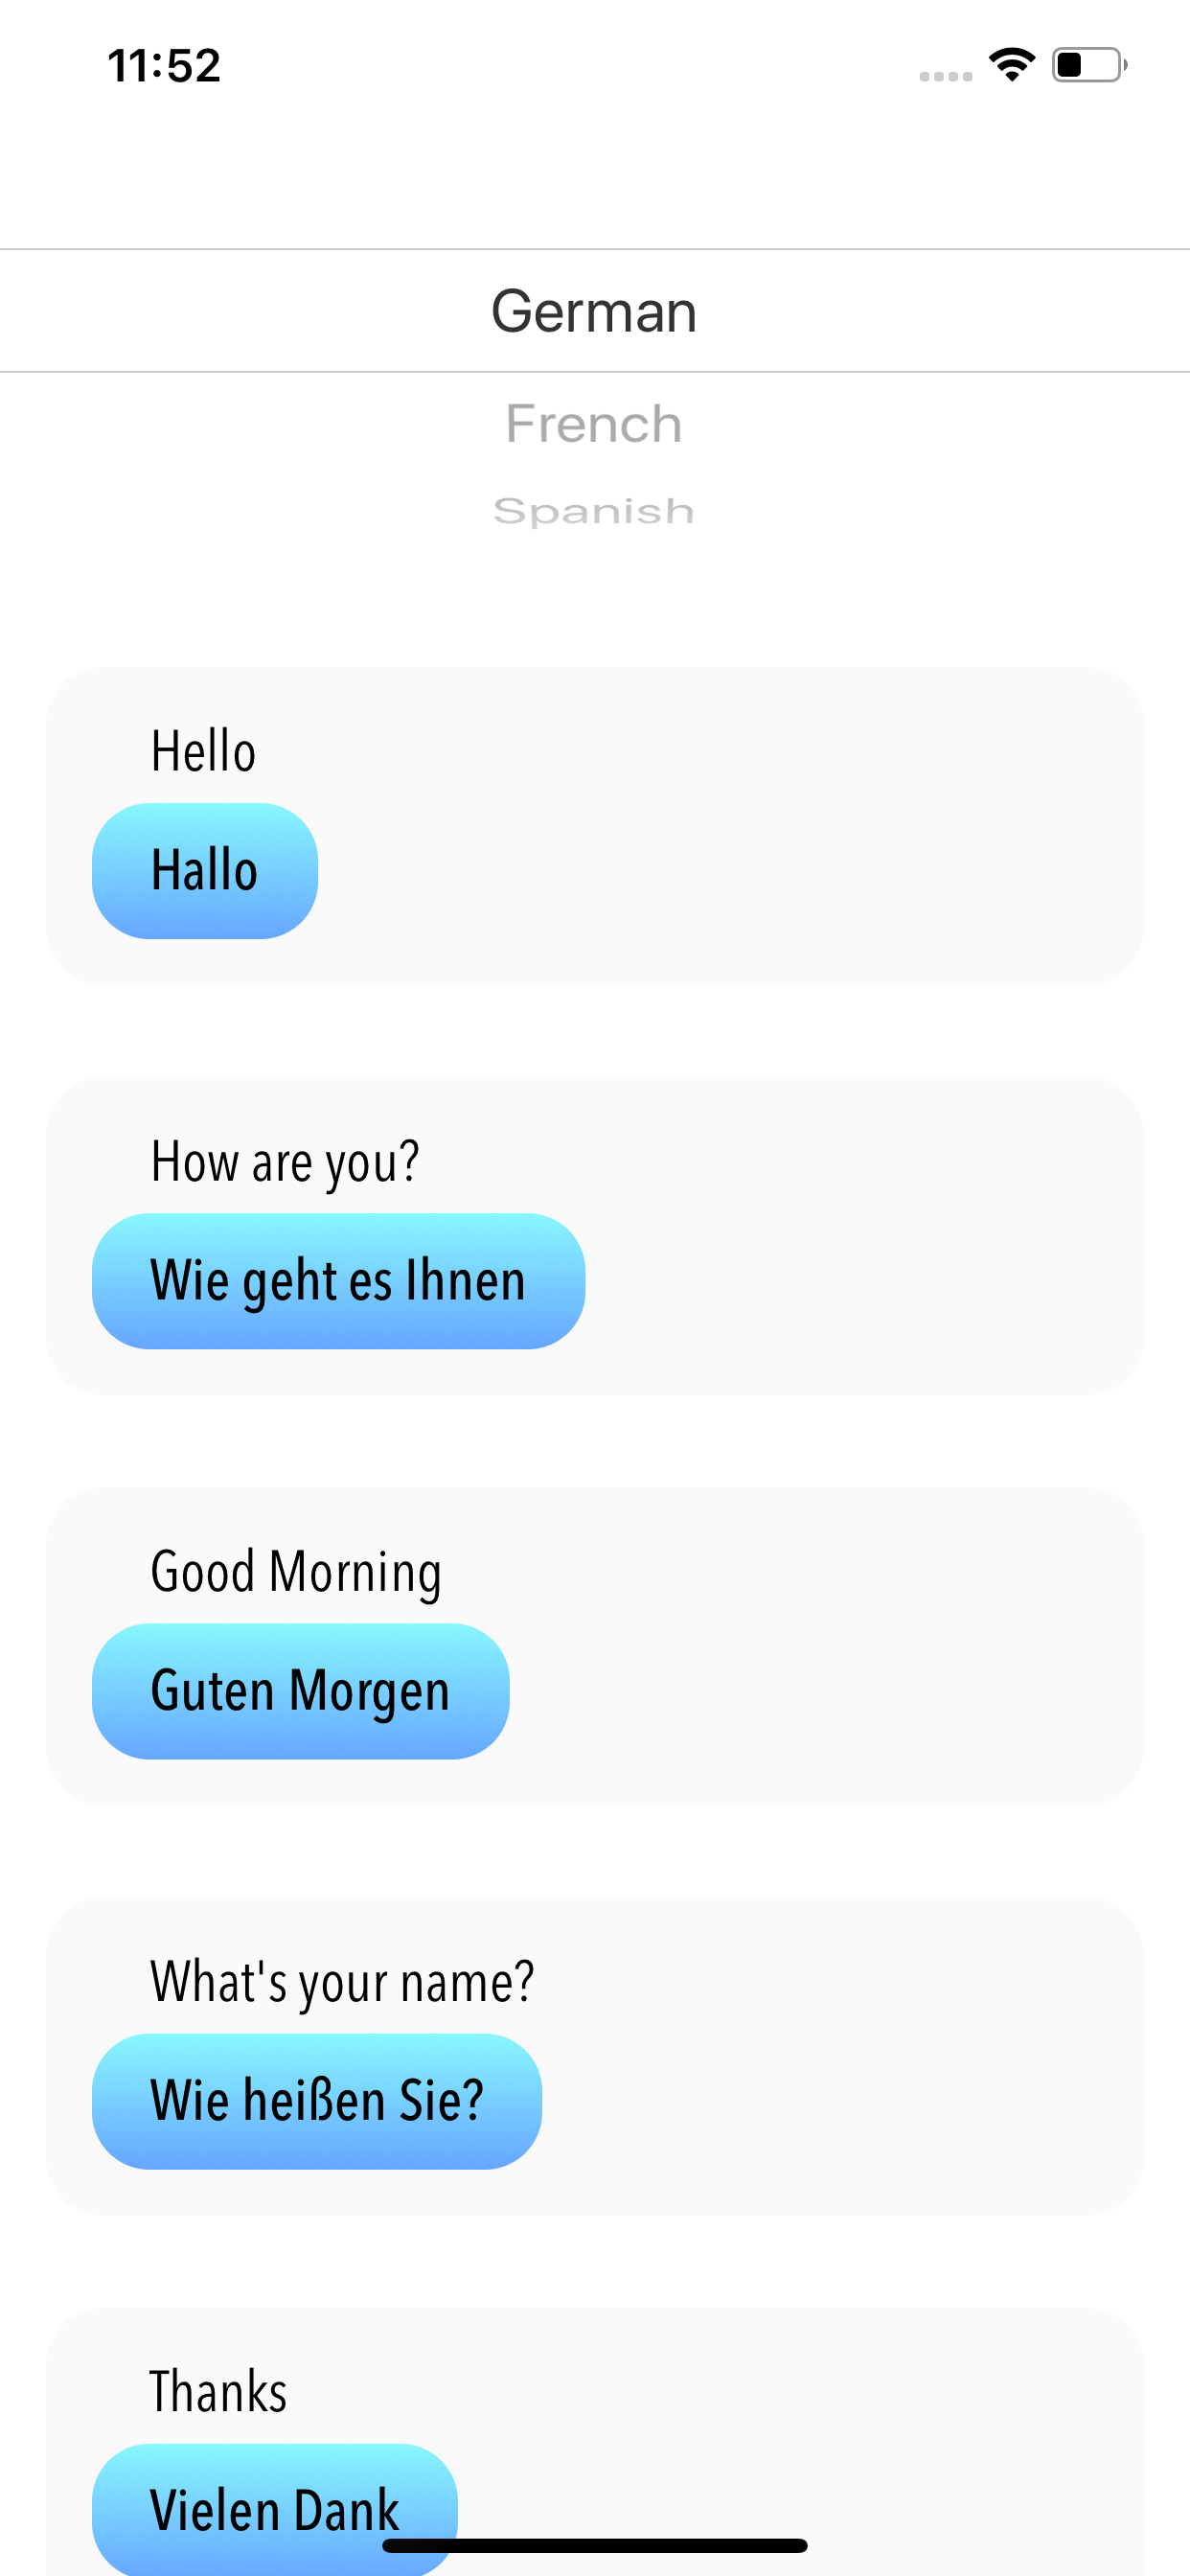 11:52
German
French
Spanish
Hello
Hallo
How are you?
Wie geht es Ihnen
Good Morning
Guten Morgen
What's your name?
Wie heißen Sie?
Thanks
Vielen Dank